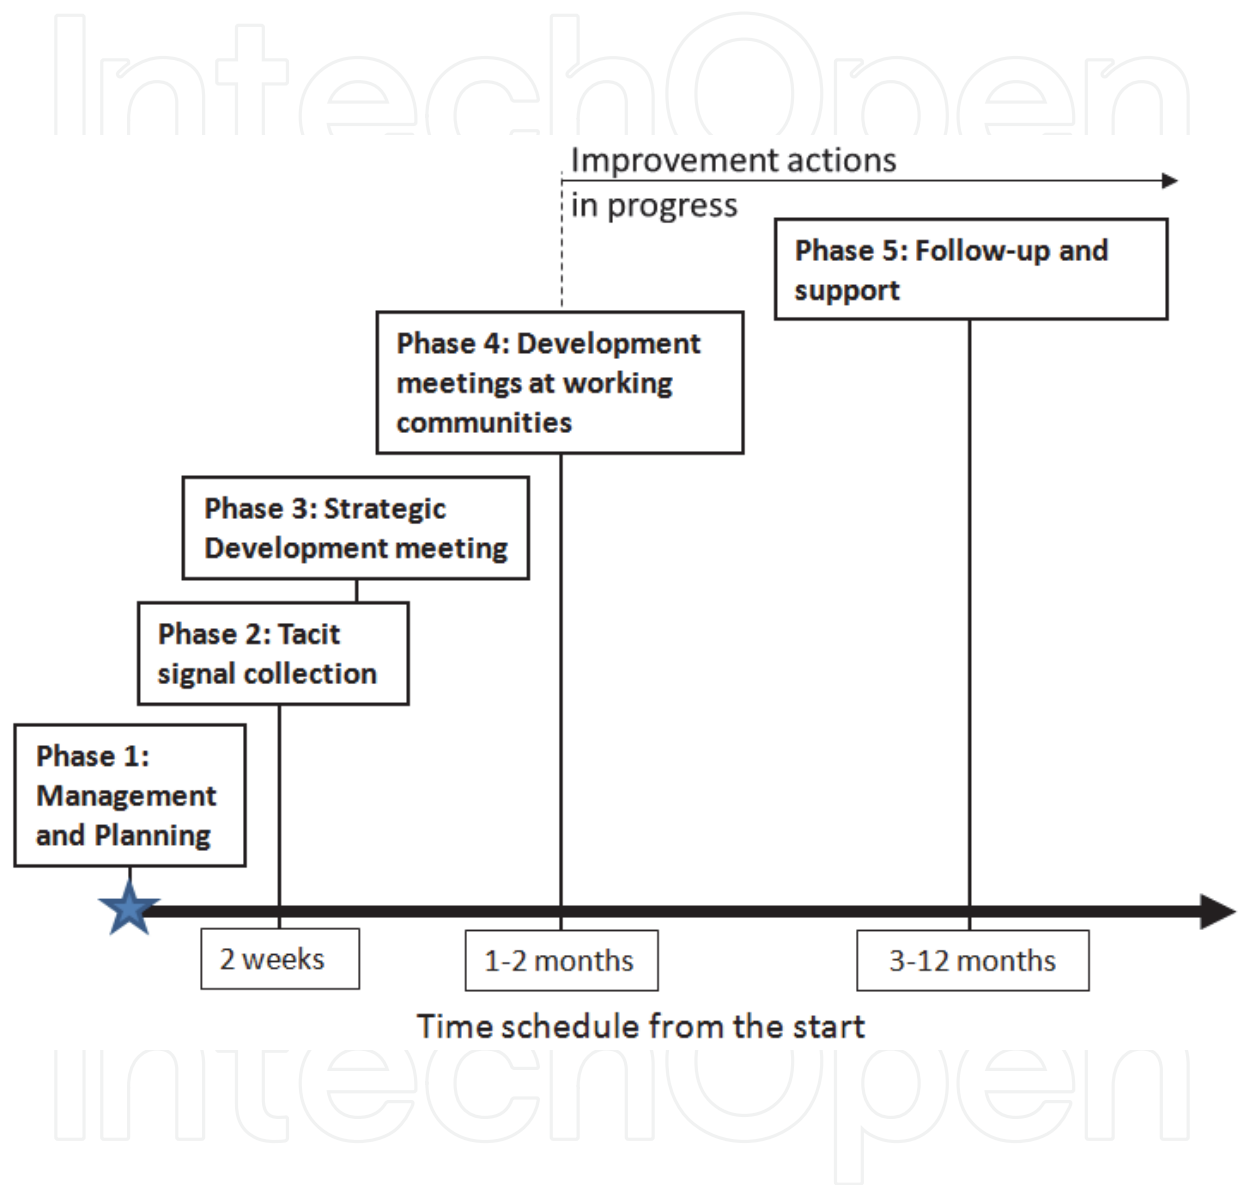 IntechOpen
Improvement actions
in progress
Phase 5: Follow-up and
support
Phase 4: Development
meetings at working
communities
Phase 3: Strategic
Development meeting
Phase 2: Tacit
signal collection
Phase 1:
Management
and Planning
2 weeks
1-2 months
3-12 months
Time schedule from the start
IntechOpen